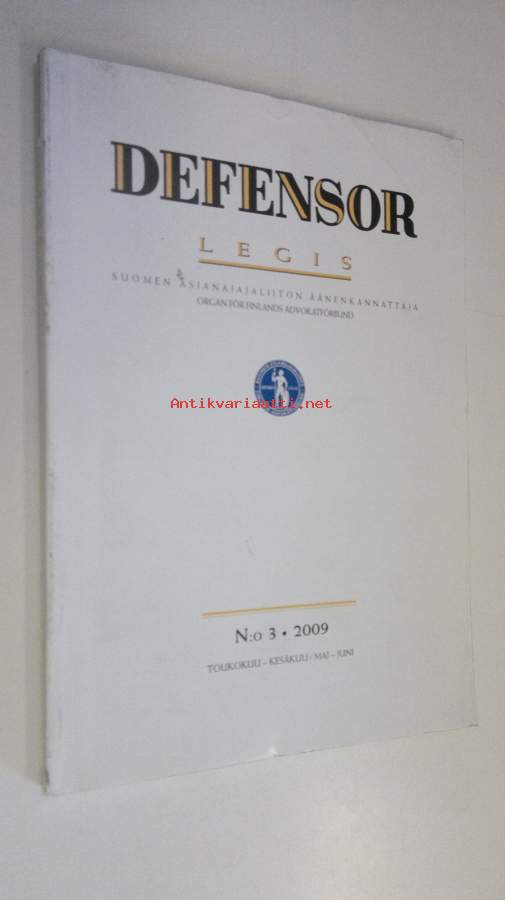 DEFENSOR
LEGIS
SUOMEN ASIANAJAJALIITON ÄÄNENKANNATTAJA
ORGAN FÖR FINLANDS ADVOKATFÖRBUND
Antikvariaatti.net
N:o 3 • 2009
TOUKOKUU – KESÄKUU / MAJ – JUNI